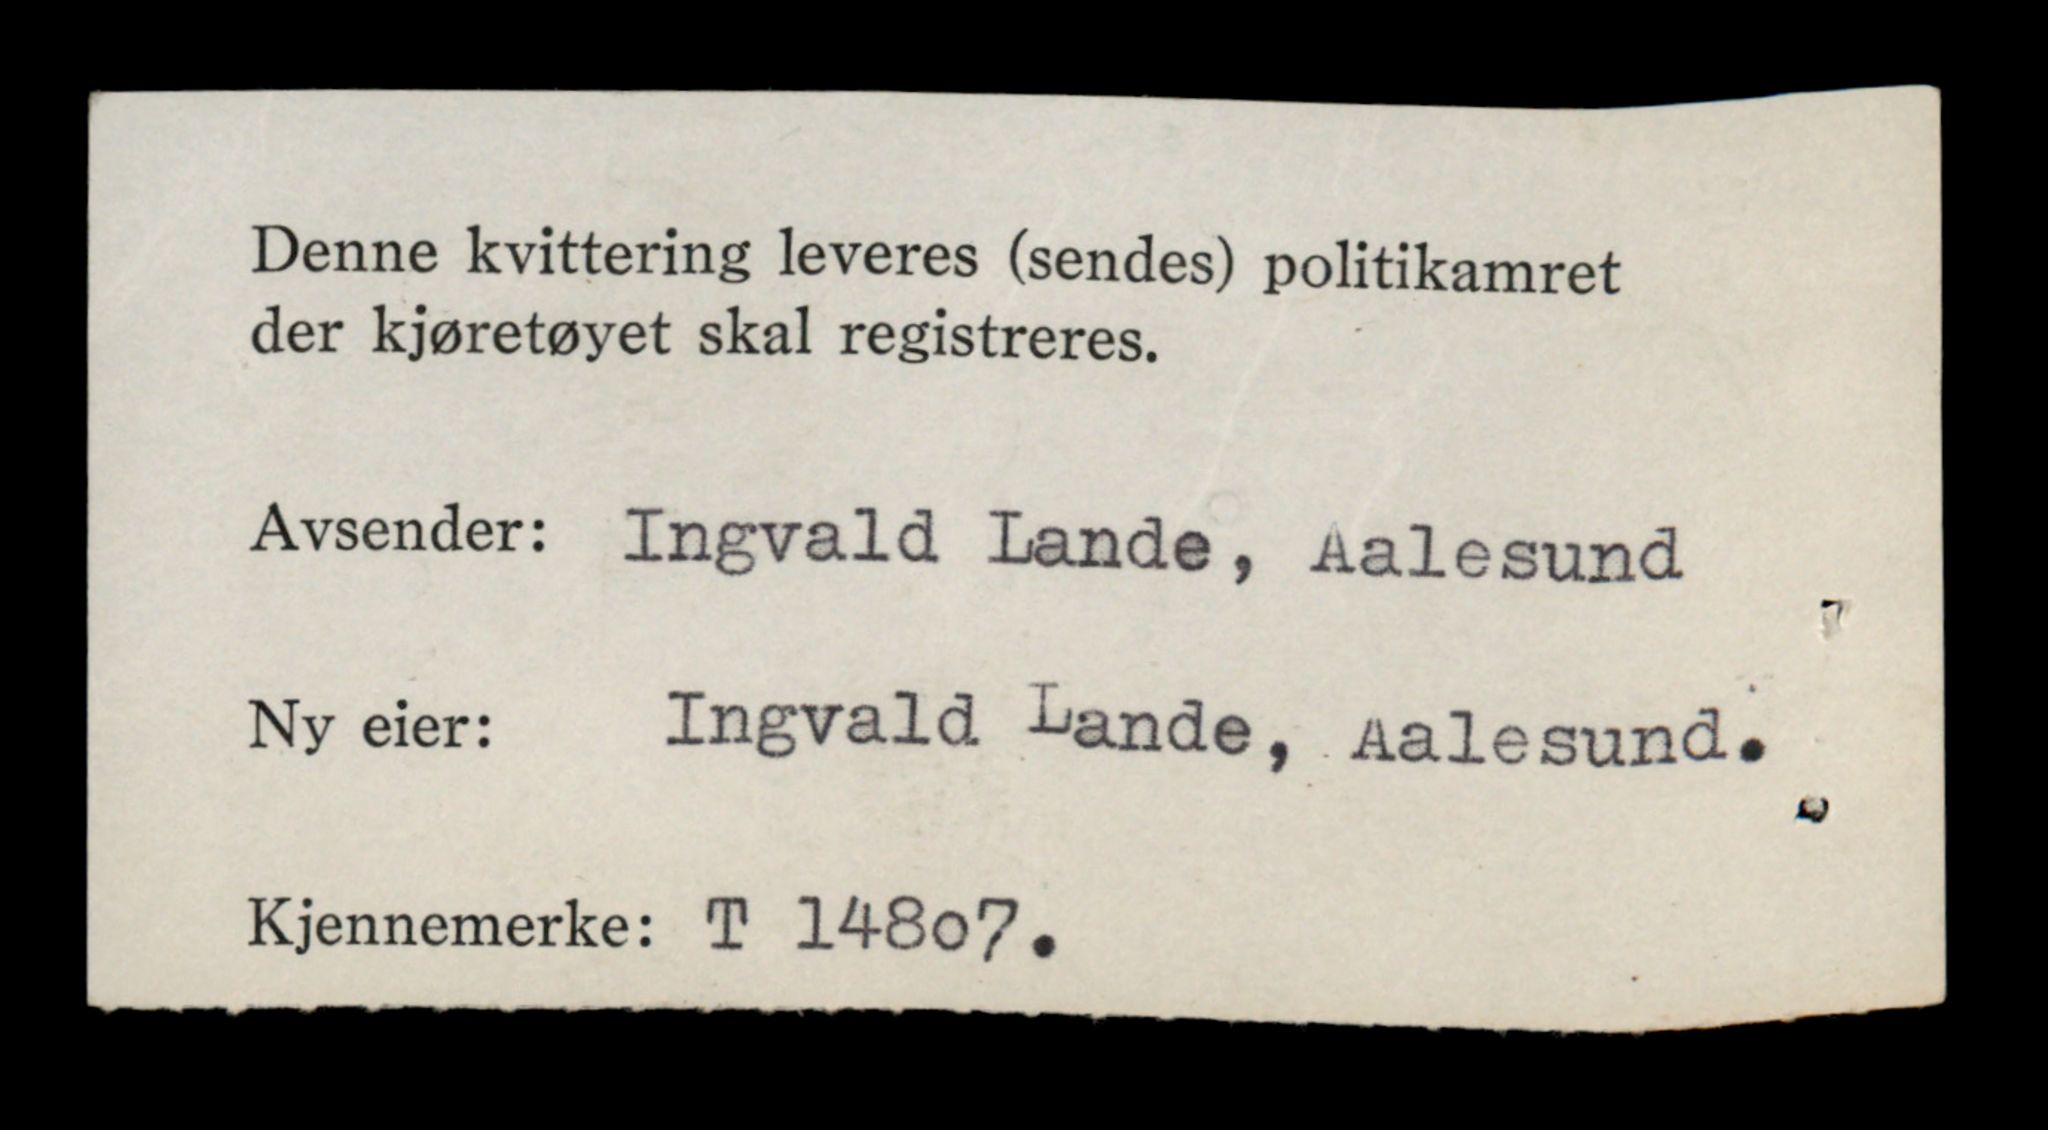 Denne kvittering leveres (sendes) politikamret
der kjøretøyet skal registreres.
Avsender: Ingvald Lande, Aalesund
Ny eier: Ingvald Lande, Aalesund.
Kjennemerke: T 14807.